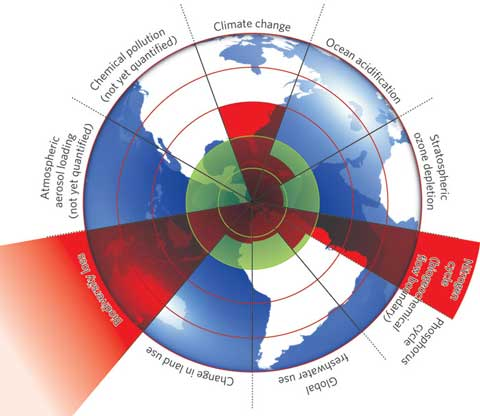 Climate change
Ocean acidification
Stratospheric
ozone depletion
Nitrogen
cycle
(biogeochemical
flow boundary)
Phosphorus
cycle
Global
freshwater use
Change in land use
Biodiversity loss
Atmospheric
aerosol loading
(not yet quantified)
Chemical pollution
(not yet quantified)